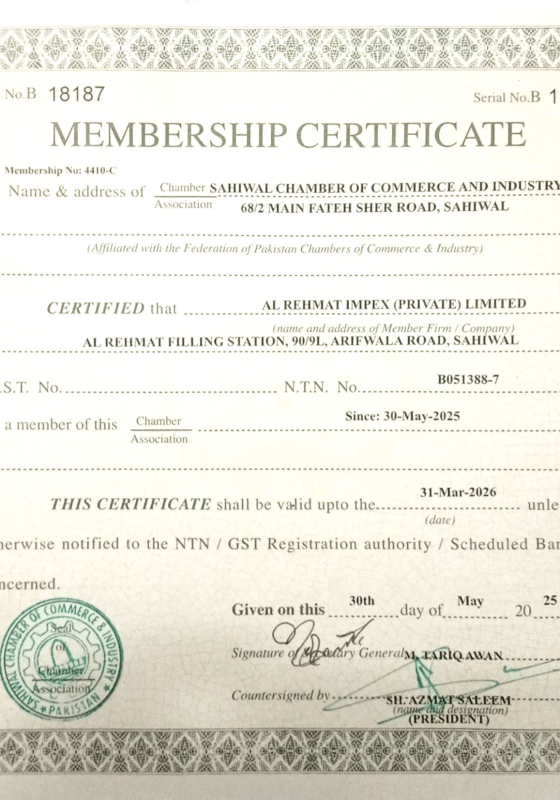 No.B 18187
Serial No.B 1
MEMBERSHIP CERTIFICATE
Membership No: 4410-C
Name & address of Chamber SAHIWAL CHAMBER OF COMMERCE AND INDUSTRY
Association 68/2 MAIN FATEH SHER ROAD, SAHIWAL
(Affiliated with the Federation of Pakistan Chambers of Commerce & Industry)
CERTIFIED that AL REHMAT IMPEX (PRIVATE) LIMITED
(name and address of Member Firm / Company)
AL REHMAT FILLING STATION, 90/9L, ARIFWALA ROAD, SAHIWAL
.S.T. No. N.T.N. No. B051388-7
a member of this Chamber Since: 30-May-2025
Association
THIS CERTIFICATE shall be valid upto the 31-Mar-2026 unle
(date)
herwise notified to the NTN / GST Registration authority / Scheduled Ban
ncerned.
Given on this 30th day of May 20 25
Signature of Secretary General M. TARIQ AWAN
Countersigned by SH. AZMAT SALEEM
(name and designation)
(PRESIDENT)
SAHIWAL CHAMBER OF COMMERCE & INDUSTRY
★ PAKISTAN ★
Seal
of
Chamber
Association